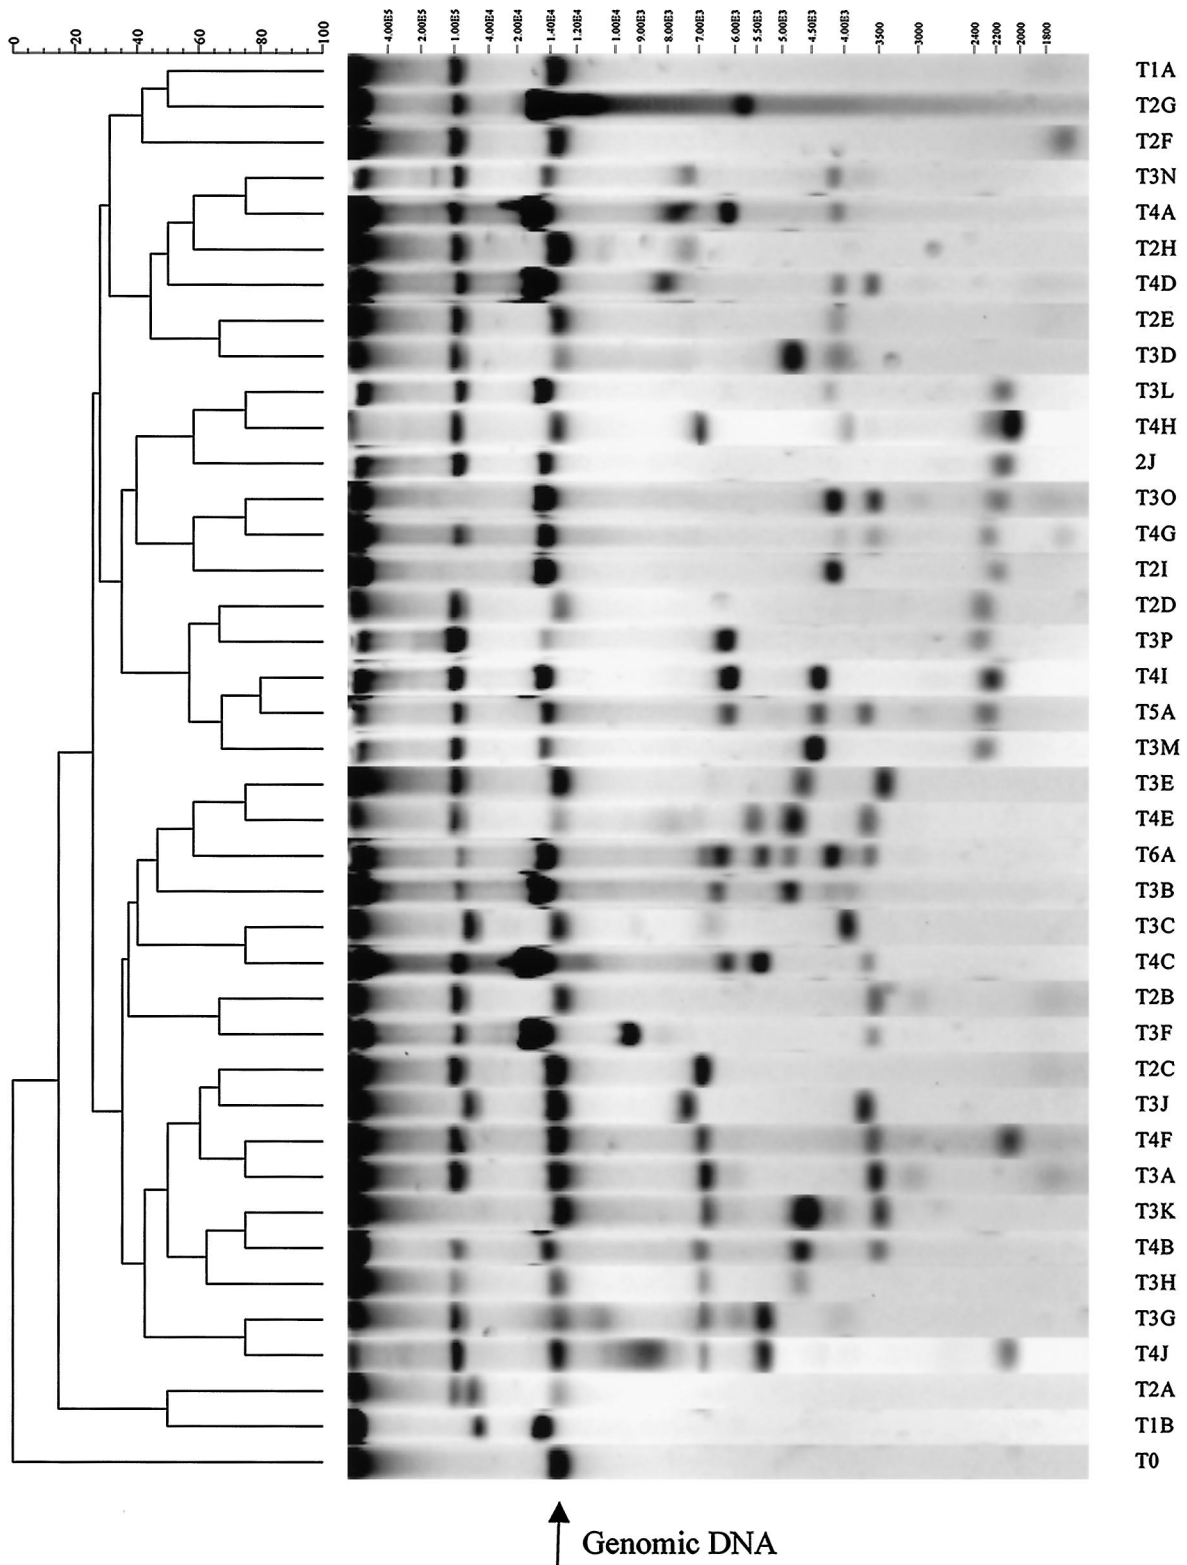 0 20 40 60 80 100
4.00E5 2.00E5 1.00E5 4.00E4 2.00E4 1.40E4 1.20E4 1.00E4 9.00E3 8.00E3 7.00E3 6.00E3 5.50E3 5.00E3 4.50E3 4.00E3 3500 3000 2400 2200 2000 1800
T1A
T2G
T2F
T3N
T4A
T2H
T4D
T2E
T3D
T3L
T4H
2J
T3O
T4G
T2I
T2D
T3P
T4I
T5A
T3M
T3E
T4E
T6A
T3B
T3C
T4C
T2B
T3F
T2C
T3J
T4F
T3A
T3K
T4B
T3H
T3G
T4J
T2A
T1B
T0
Genomic DNA